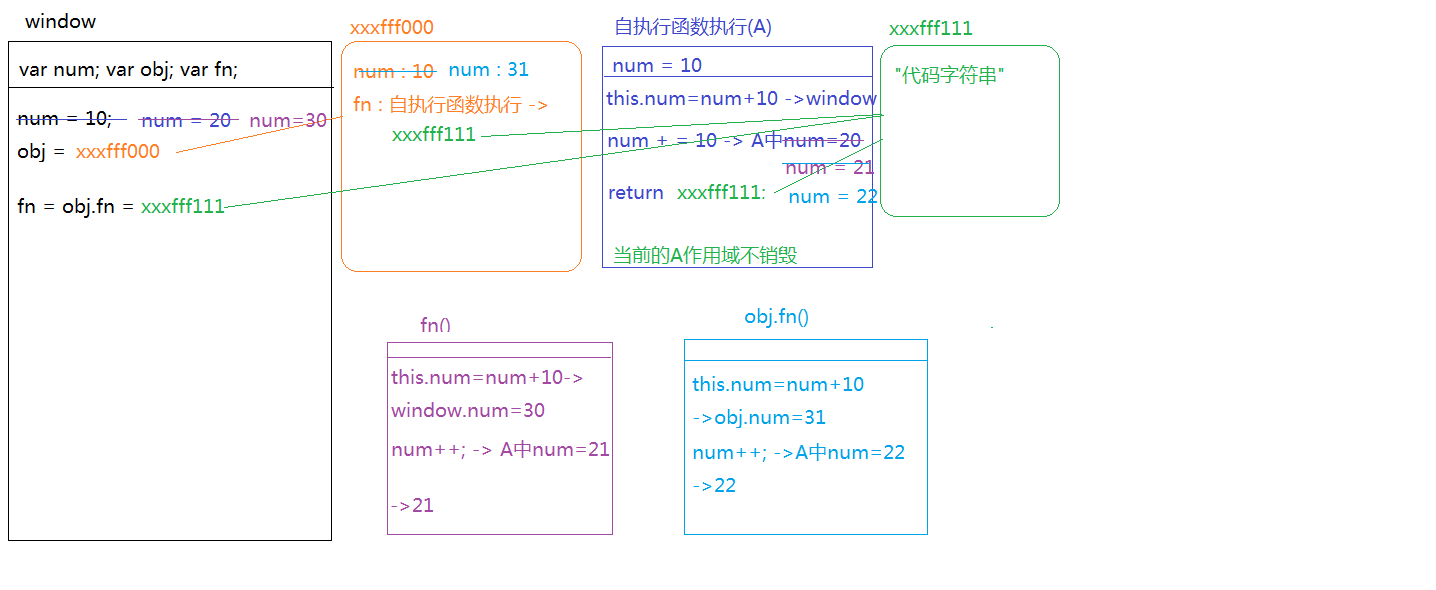 window
var num; var obj; var fn;
num = 10; num = 20 num=30
obj = xxxfff000
fn = obj.fn = xxxfff111
xxxfff000
num : 10 num : 31
fn : 自执行函数执行 ->
xxxfff111
自执行函数执行(A)
num = 10
this.num=num+10 ->window
num + = 10 -> A中num=20
num = 21
return xxxfff111:
num = 22
当前的A作用域不销毁
xxxfff111
"代码字符串"
fn()
this.num=num+10->
window.num=30
num++; -> A中num=21
->21
obj.fn()
this.num=num+10
->obj.num=31
num++; ->A中num=22
->22